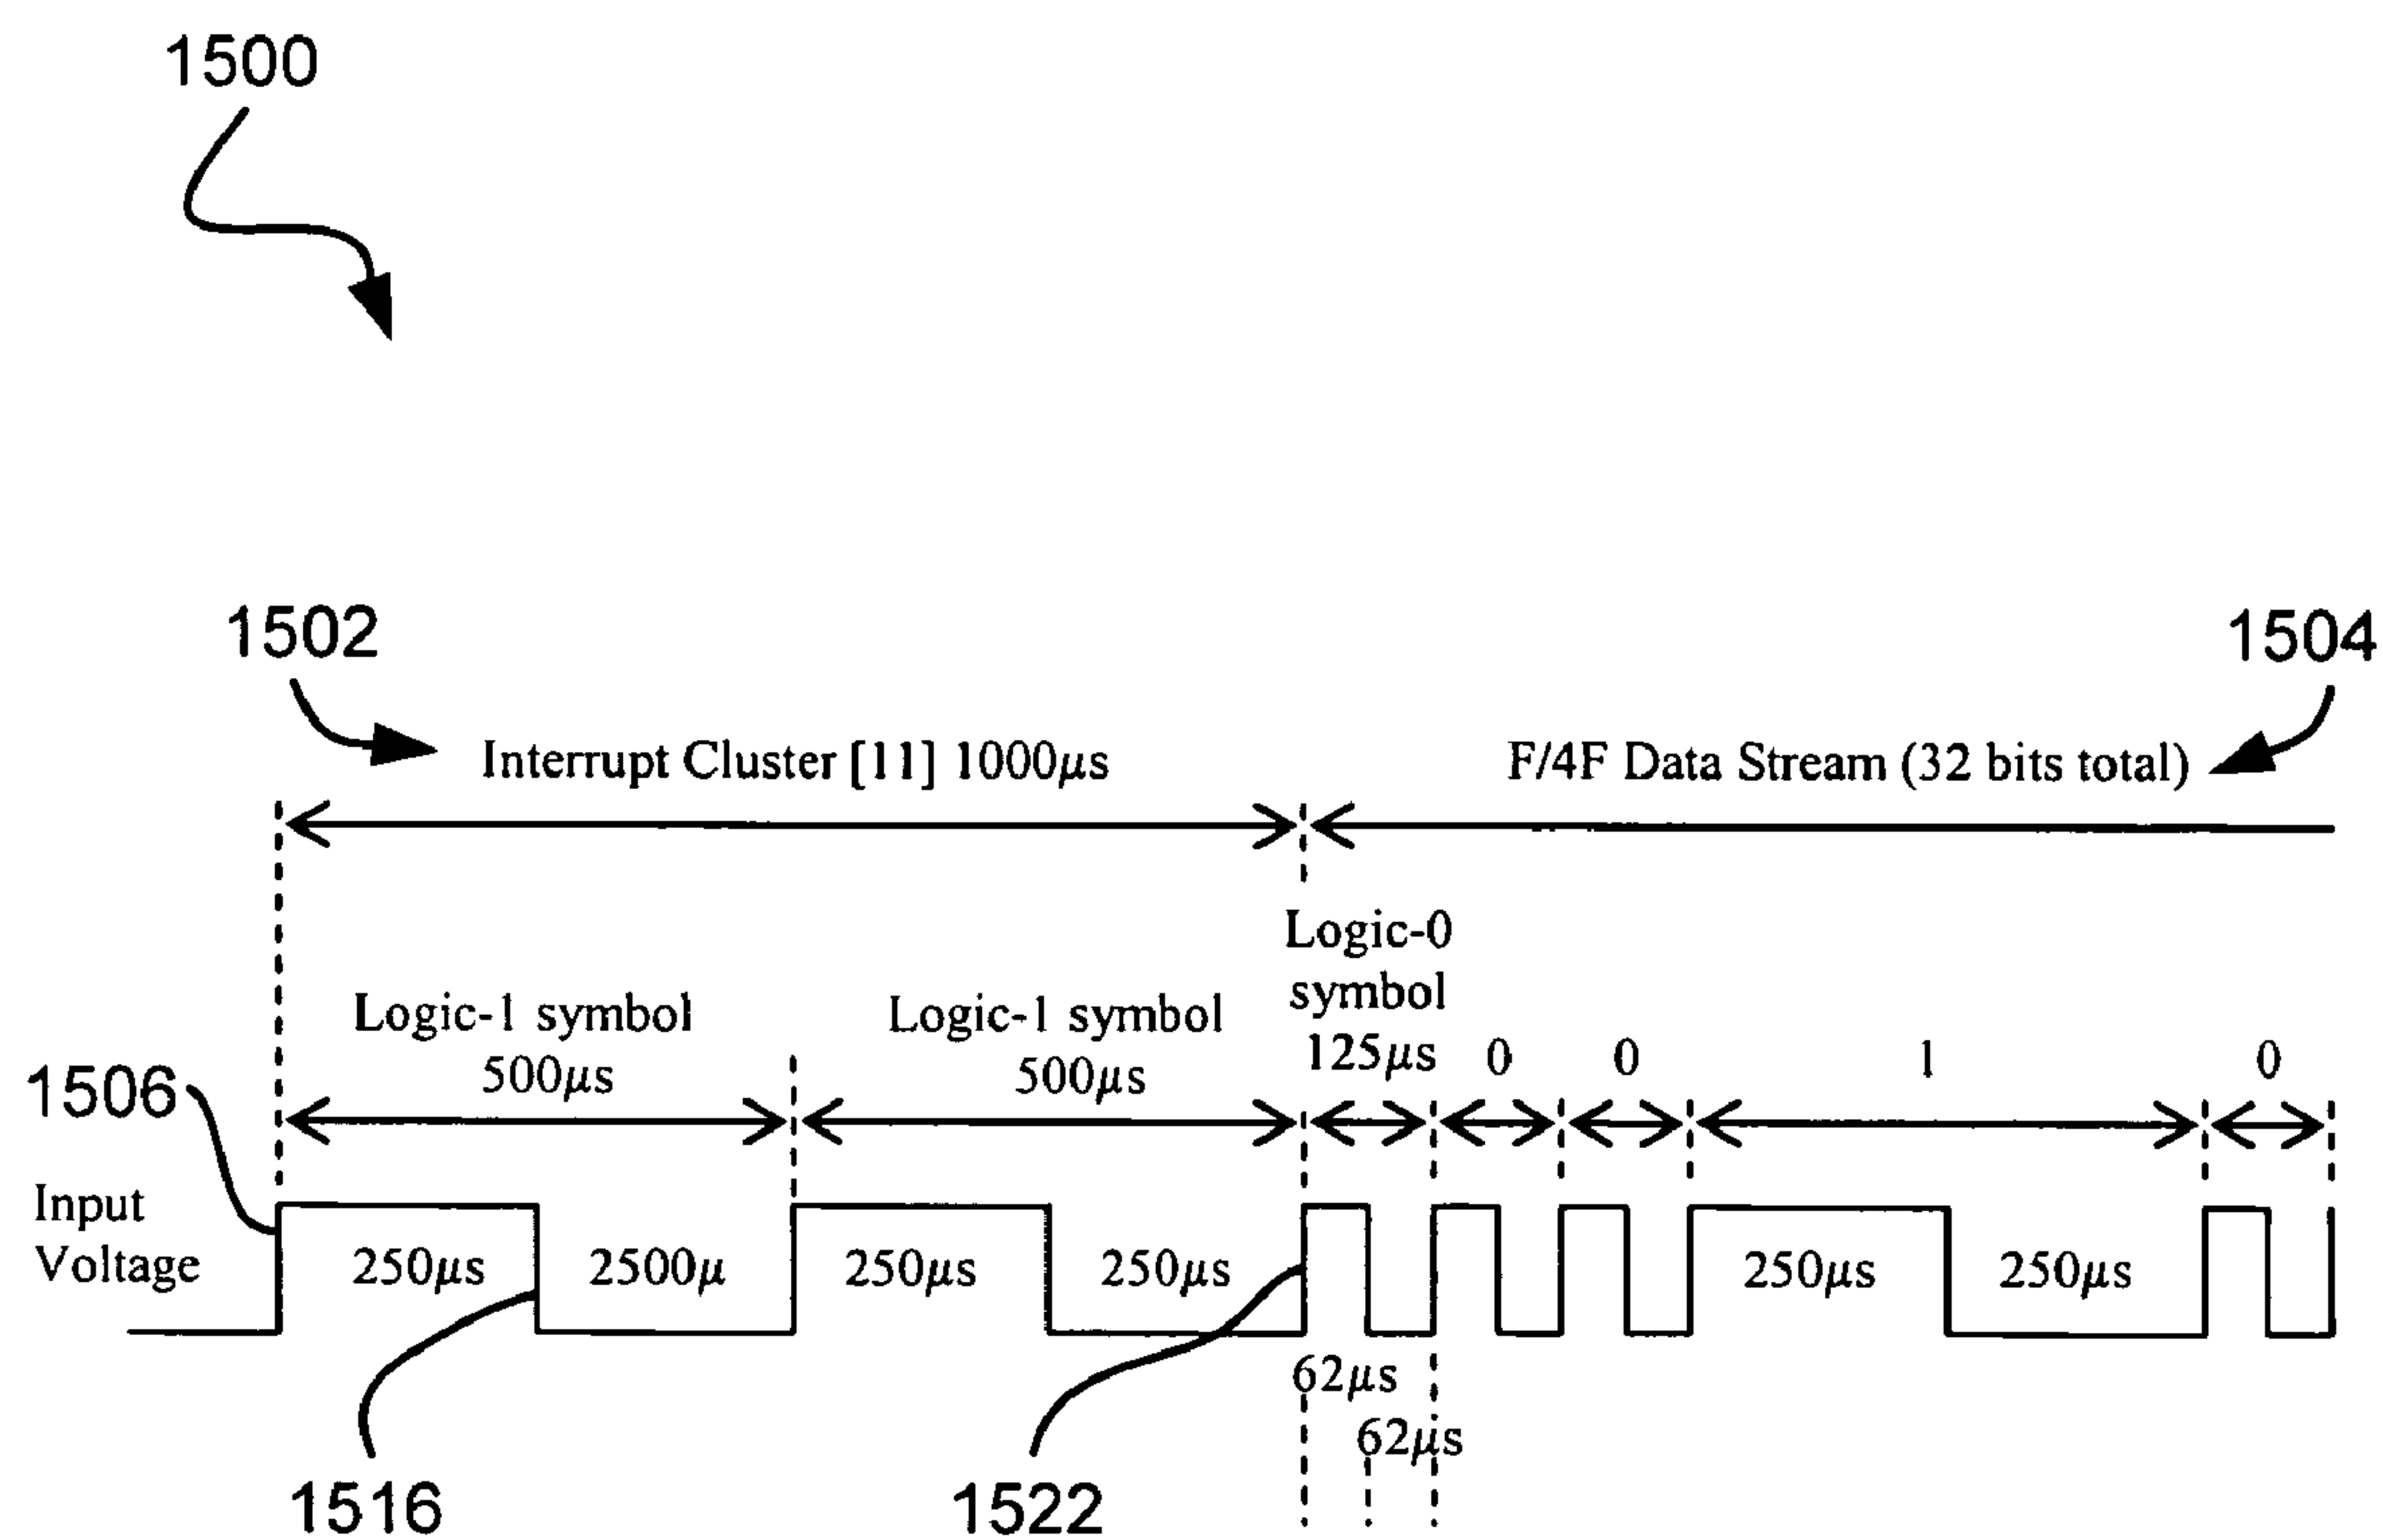 1500
1502
1504
Interrupt Cluster [11] 1000μs
F/4F Data Stream (32 bits total)
Logic-0
symbol
125μs
Logic-1 symbol
500μs
Logic-1 symbol
500μs
0
0
1
0
1506
Input
Voltage
250μs
2500μ
250μs
250μs
250μs
250μs
62μs
62μs
1516
1522